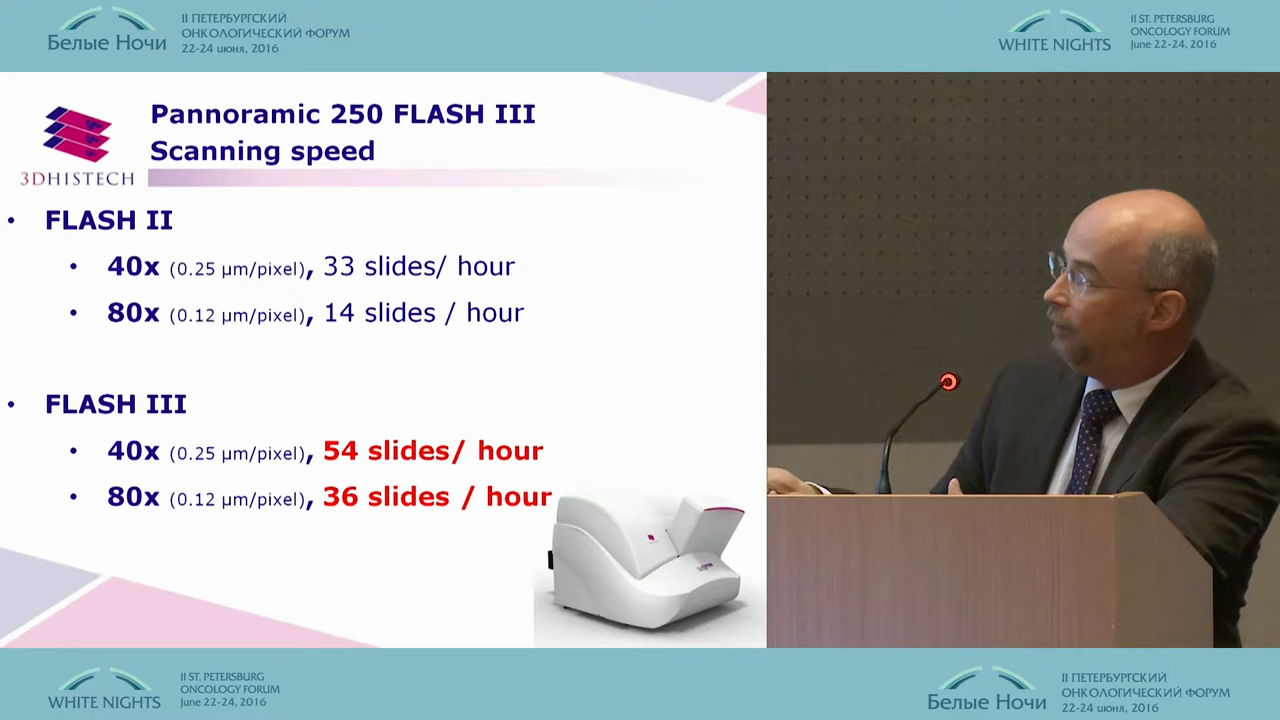 II ПЕТЕРБУРГСКИЙ
ОНКОЛОГИЧЕСКИЙ ФОРУМ
Белые Ночи
22-24 июня, 2016
II ST. PETERSBURG
ONCOLOGY FORUM
WHITE NIGHTS
June 22-24, 2016
Pannoramic 250 FLASH III
Scanning speed
3DHISTECH
• FLASH II
• 40x (0.25 µm/pixel), 33 slides/ hour
• 80x (0.12 µm/pixel), 14 slides / hour
• FLASH III
• 40x (0.25 µm/pixel), 54 slides/ hour
• 80x (0.12 µm/pixel), 36 slides / hour
II ST. PETERSBURG
ONCOLOGY FORUM
WHITE NIGHTS
June 22-24, 2016
II ПЕТЕРБУРГСКИЙ
ОНКОЛОГИЧЕСКИЙ ФОРУМ
Белые Ночи
22-24 июня, 2016